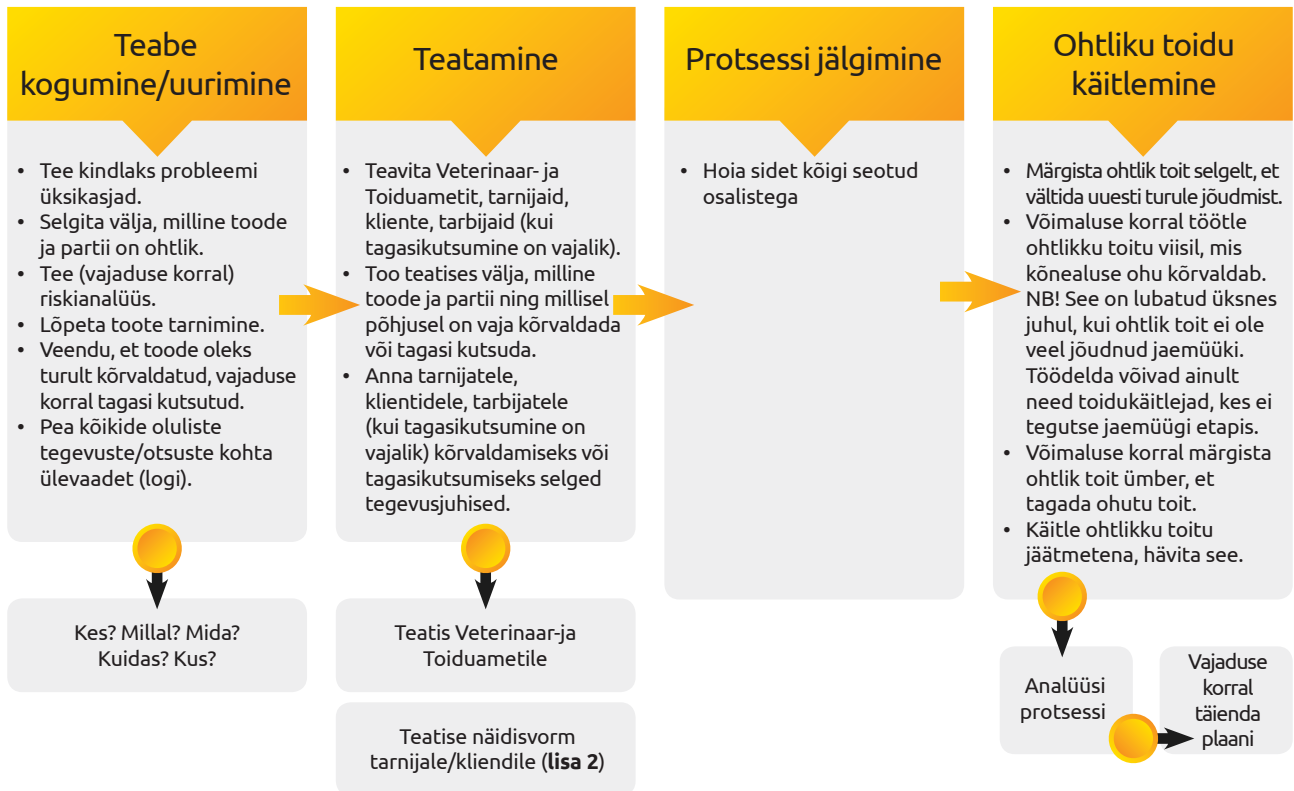 Teabe
kogumine/uurimine
• Tee kindlaks probleemi
üksikasjad.
• Selgita välja, milline toode
ja partii on ohtlik.
• Tee (vajaduse korral)
riskianalüüs.
• Lõpeta toote tarnimine.
• Veendu, et toode oleks
turult kõrvaldatud, vajaduse
korral tagasi kutsutud.
• Pea kõikide oluliste
tegevuste/otsuste kohta
ülevaadet (logi).
Kes? Millal? Mida?
Kuidas? Kus?
Teatamine
• Teavita Veterinaar- ja
Toiduametit, tarnijaid,
kliente, tarbijaid (kui
tagasikutsumine on vajalik).
• Too teatises välja, milline
toode ja partii ning millisel
põhjusel on vaja kõrvaldada
või tagasi kutsuda.
• Anna tarnijatele,
klientidele, tarbijatele
(kui tagasikutsumine on
vajalik) kõrvaldamiseks või
tagasikutsumiseks selged
tegevusjuhised.
Teatis Veterinaar-ja
Toiduametile
Teatise näidisvorm
tarnijale/kliendile (lisa 2)
Protsessi jälgimine
• Hoia sidet kõigi seotud
osalistega
Ohtliku toidu
käitlemine
• Märgista ohtlik toit selgelt, et
vältida uuesti turule jõudmist.
• Võimaluse korral töötle
ohtlikku toitu viisil, mis
kõnealuse ohu kõrvaldab.
NB! See on lubatud üksnes
juhul, kui ohtlik toit ei ole
veel jõudnud jaemüüki.
Töödelda võivad ainult
need toidukäitlejad, kes ei
tegutse jaemüügi etapis.
• Võimaluse korral märgista
ohtlik toit ümber, et
tagada ohutu toit.
• Käitle ohtlikku toitu
jäätmetena, hävita see.
Analüüsi
protsessi
Vajaduse
korral
täienda
plaani